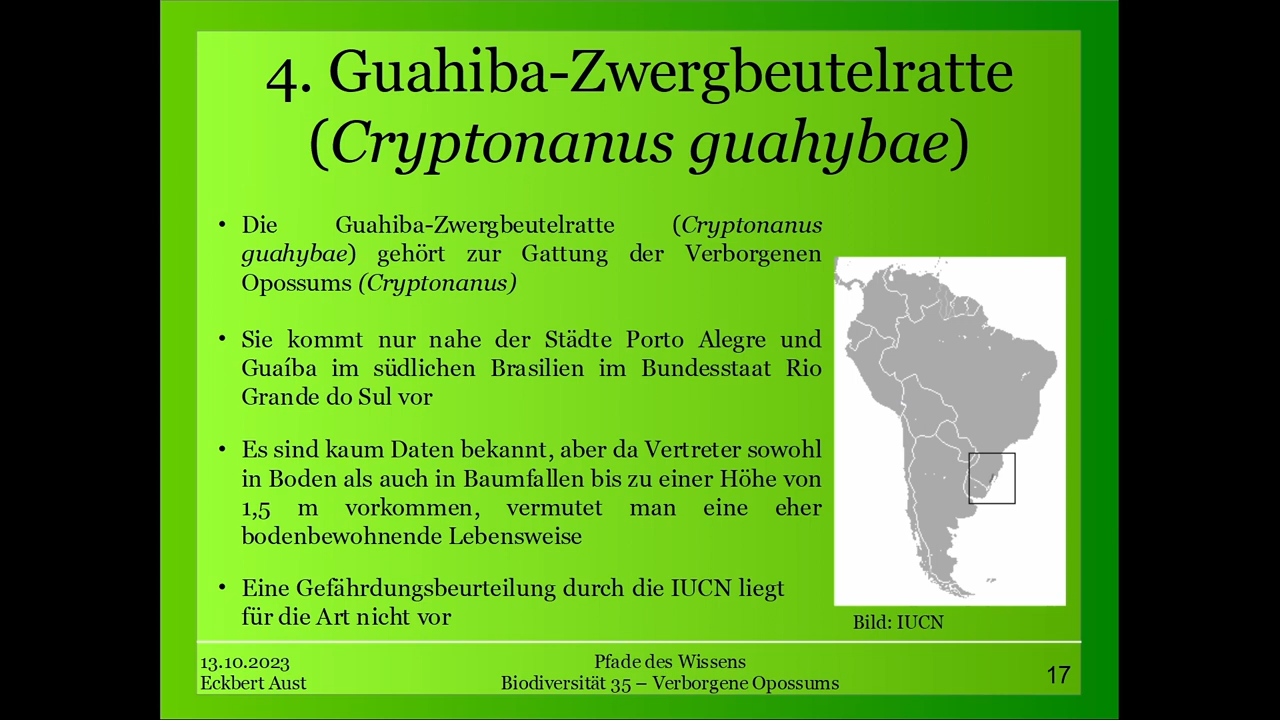 4. Guahiba-Zwergbeutelratte
(Cryptonanus guahybae)
• Die Guahiba-Zwergbeutelratte (Cryptonanus
guahybae) gehört zur Gattung der Verborgenen
Opossums (Cryptonanus)
• Sie kommt nur nahe der Städte Porto Alegre und
Guaíba im südlichen Brasilien im Bundesstaat Rio
Grande do Sul vor
• Es sind kaum Daten bekannt, aber da Vertreter sowohl
in Boden als auch in Baumfallen bis zu einer Höhe von
1,5 m vorkommen, vermutet man eine eher
bodenbewohnende Lebensweise
• Eine Gefährdungsbeurteilung durch die IUCN liegt
für die Art nicht vor
Bild: IUCN
13.10.2023
Eckbert Aust
Pfade des Wissens
Biodiversität 35 – Verborgene Opossums
17